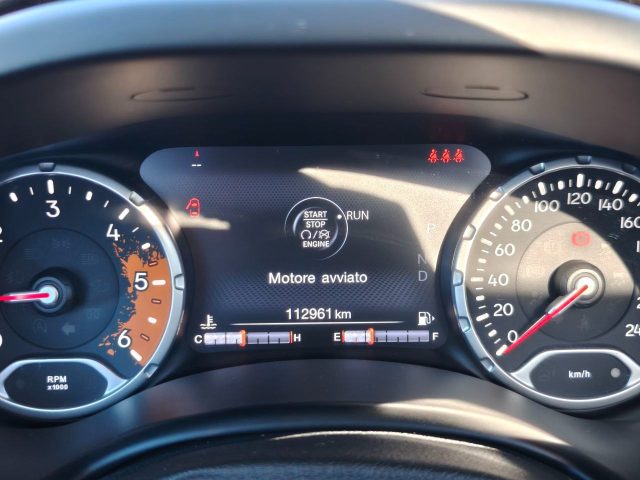 --
START
STOP
ENGINE
RUN
Motore avviato
112961 km
C H
E F
P
N
D
2 3 4 5 6
RPM
x1000
0 20 40 60 80 100 120 140 160
km/h